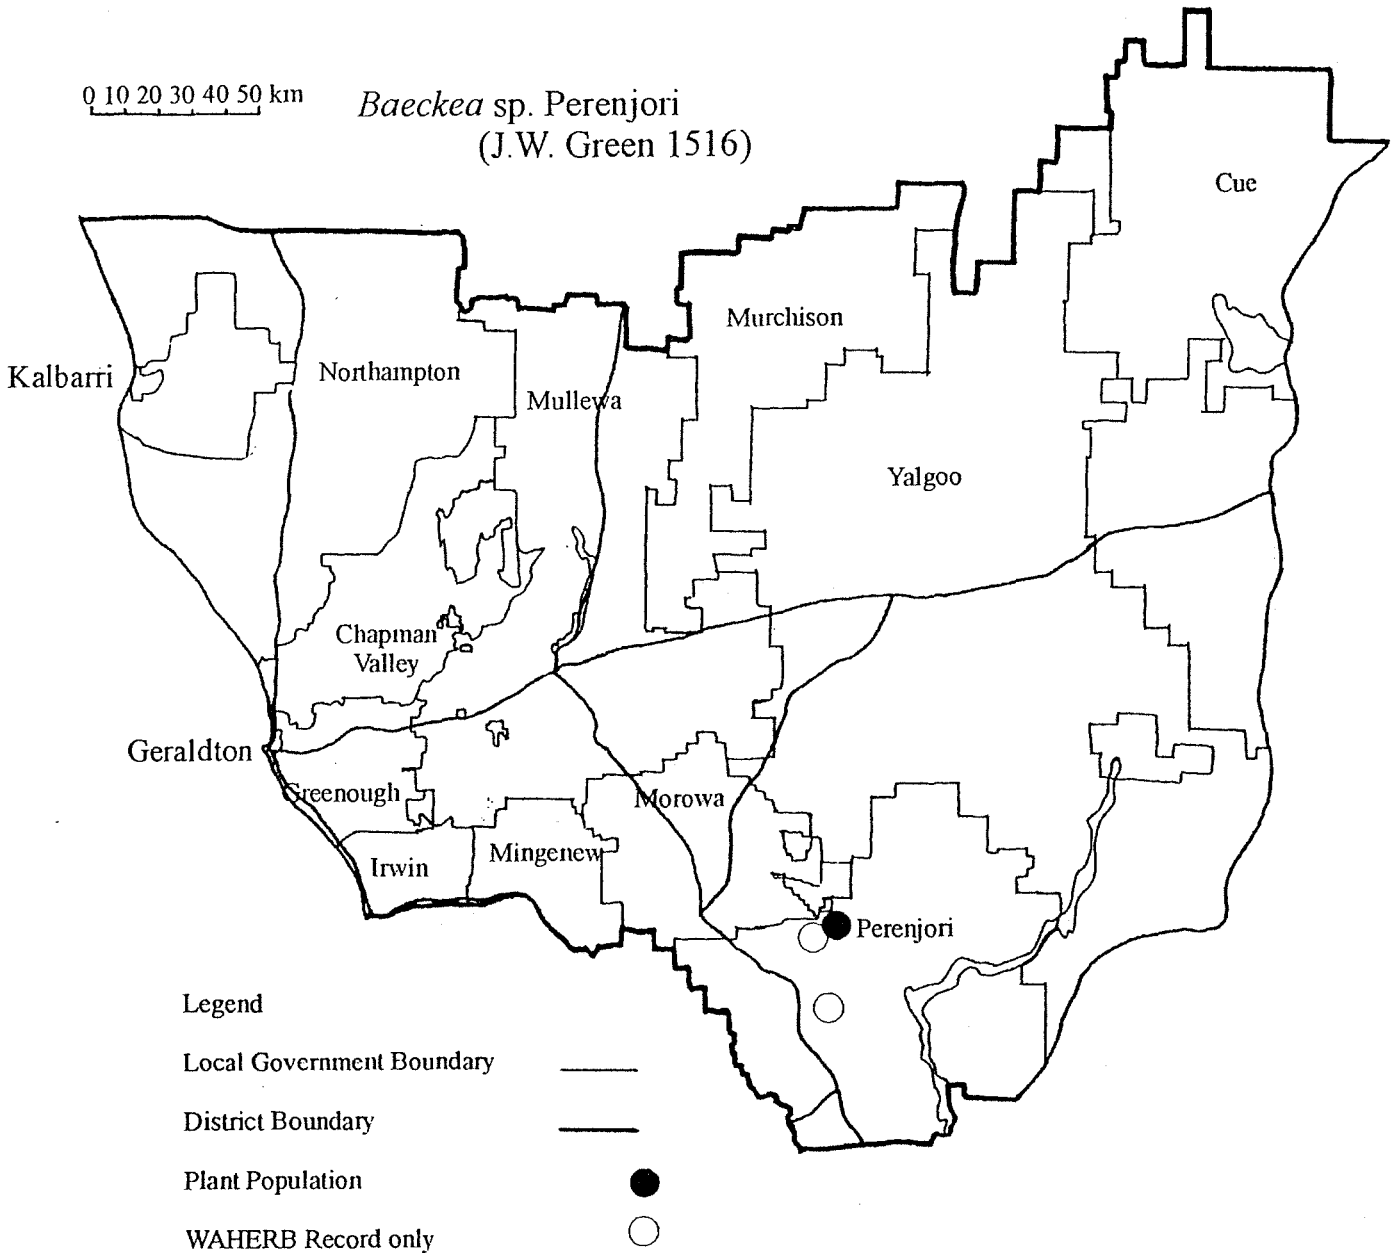 0 10 20 30 40 50 km
Baeckea sp. Perenjori
(J.W. Green 1516)
Cue
Murchison
Kalbarri
Northampton
Mullewa
Yalgoo
Chapman
Valley
Geraldton
Greenough
Morowa
Irwin
Mingenew
Perenjori
Legend
Local Government Boundary
District Boundary
Plant Population
WAHERB Record only